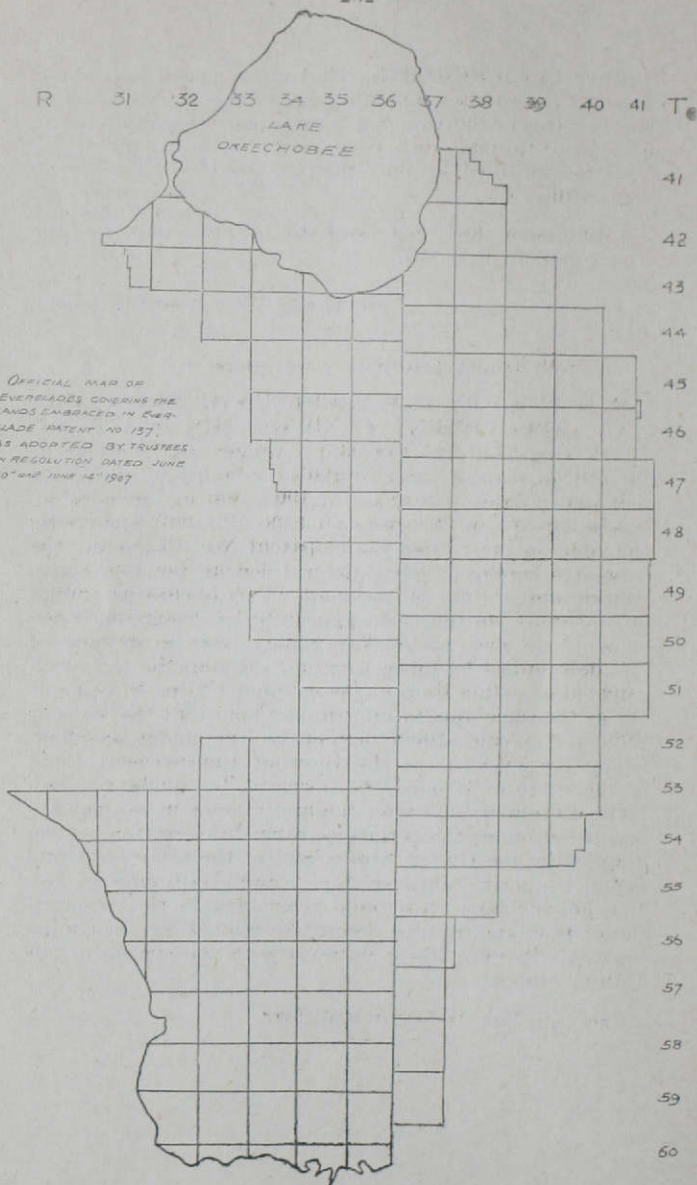 R 31 32 33 34 35 36 37 38 39 40 41 T.
LAKE
OKEECHOBEE
41
42
43
44
OFFICIAL MAP OF
EVERGLADES COVERING THE
LANDS EMBRACED IN EVER-
GLADE PATENT NO 137,
AS ADOPTED BY TRUSTEES
IN RESOLUTION DATED JUNE
10" AND JUNE 14" 1907
45
46
47
48
49
50
51
52
53
54
55
56
57
58
59
60